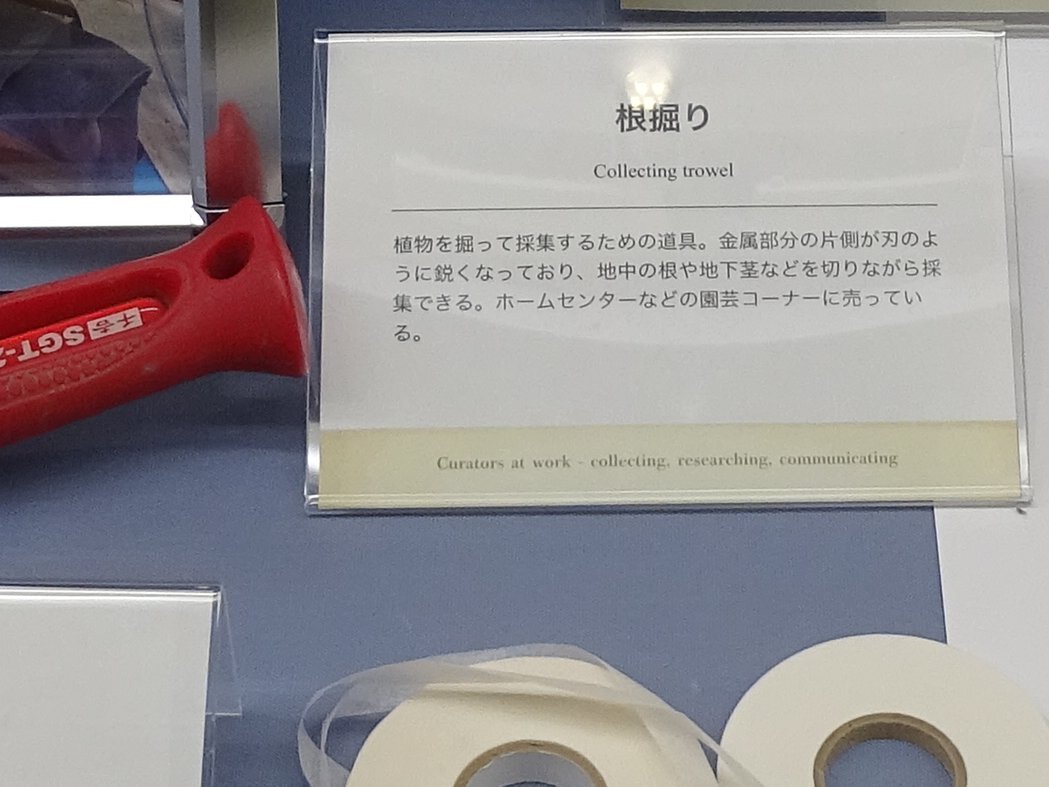 根掘り
Collecting trowel
植物を掘って採集するための道具。金属部分の片側が刃のよ
うに鋭くなっており、地中の根や地下茎などを切りながら採
集できる。ホームセンターなどの園芸コーナーに売ってい
る。
Curators at work - collecting, researching, communicating
千吉 SGT-